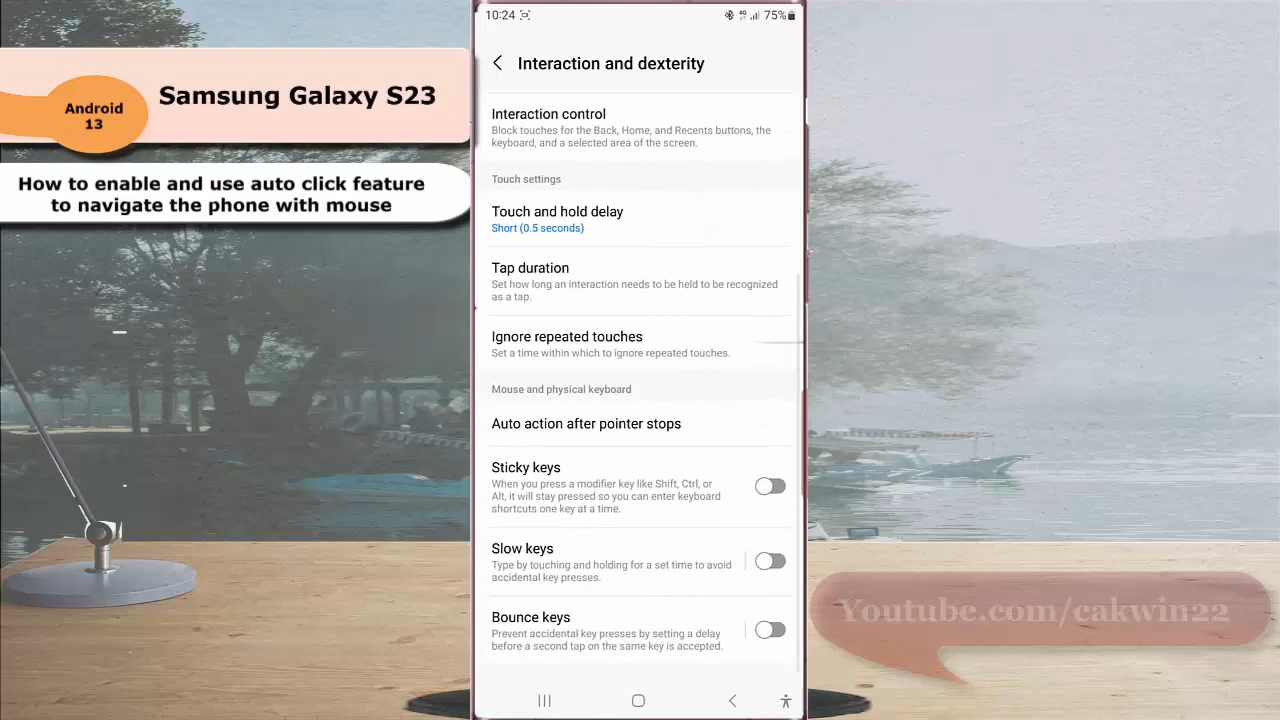 Android
13
Samsung Galaxy S23
How to enable and use auto click feature
to navigate the phone with mouse
10:24
4G
75%
Interaction and dexterity
Interaction control
Block touches for the Back, Home, and Recents buttons, the
keyboard, and a selected area of the screen.
Touch settings
Touch and hold delay
Short (0.5 seconds)
Tap duration
Set how long an interaction needs to be held to be recognized
as a tap.
Ignore repeated touches
Set a time within which to ignore repeated touches.
Mouse and physical keyboard
Auto action after pointer stops
Sticky keys
When you press a modifier key like Shift, Ctrl, or
Alt, it will stay pressed so you can enter keyboard
shortcuts one key at a time.
Slow keys
Type by touching and holding for a set time to avoid
accidental key presses.
Bounce keys
Prevent accidental key presses by setting a delay
before a second tap on the same key is accepted.
Youtube.com/cakwin22